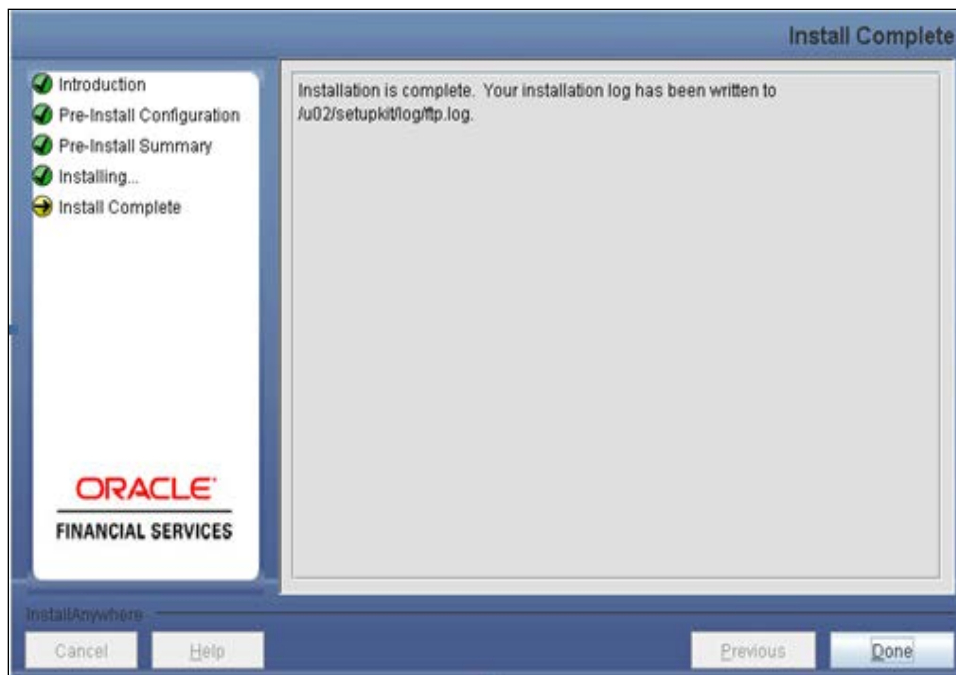 Install Complete
Introduction
Pre-Install Configuration
Pre-Install Summary
Installing...
Install Complete
Installation is complete. Your installation log has been written to
/u02/setupkit/log/ftp.log.
ORACLE
FINANCIAL SERVICES
InstallAnywhere
Cancel
Help
Previous
Done